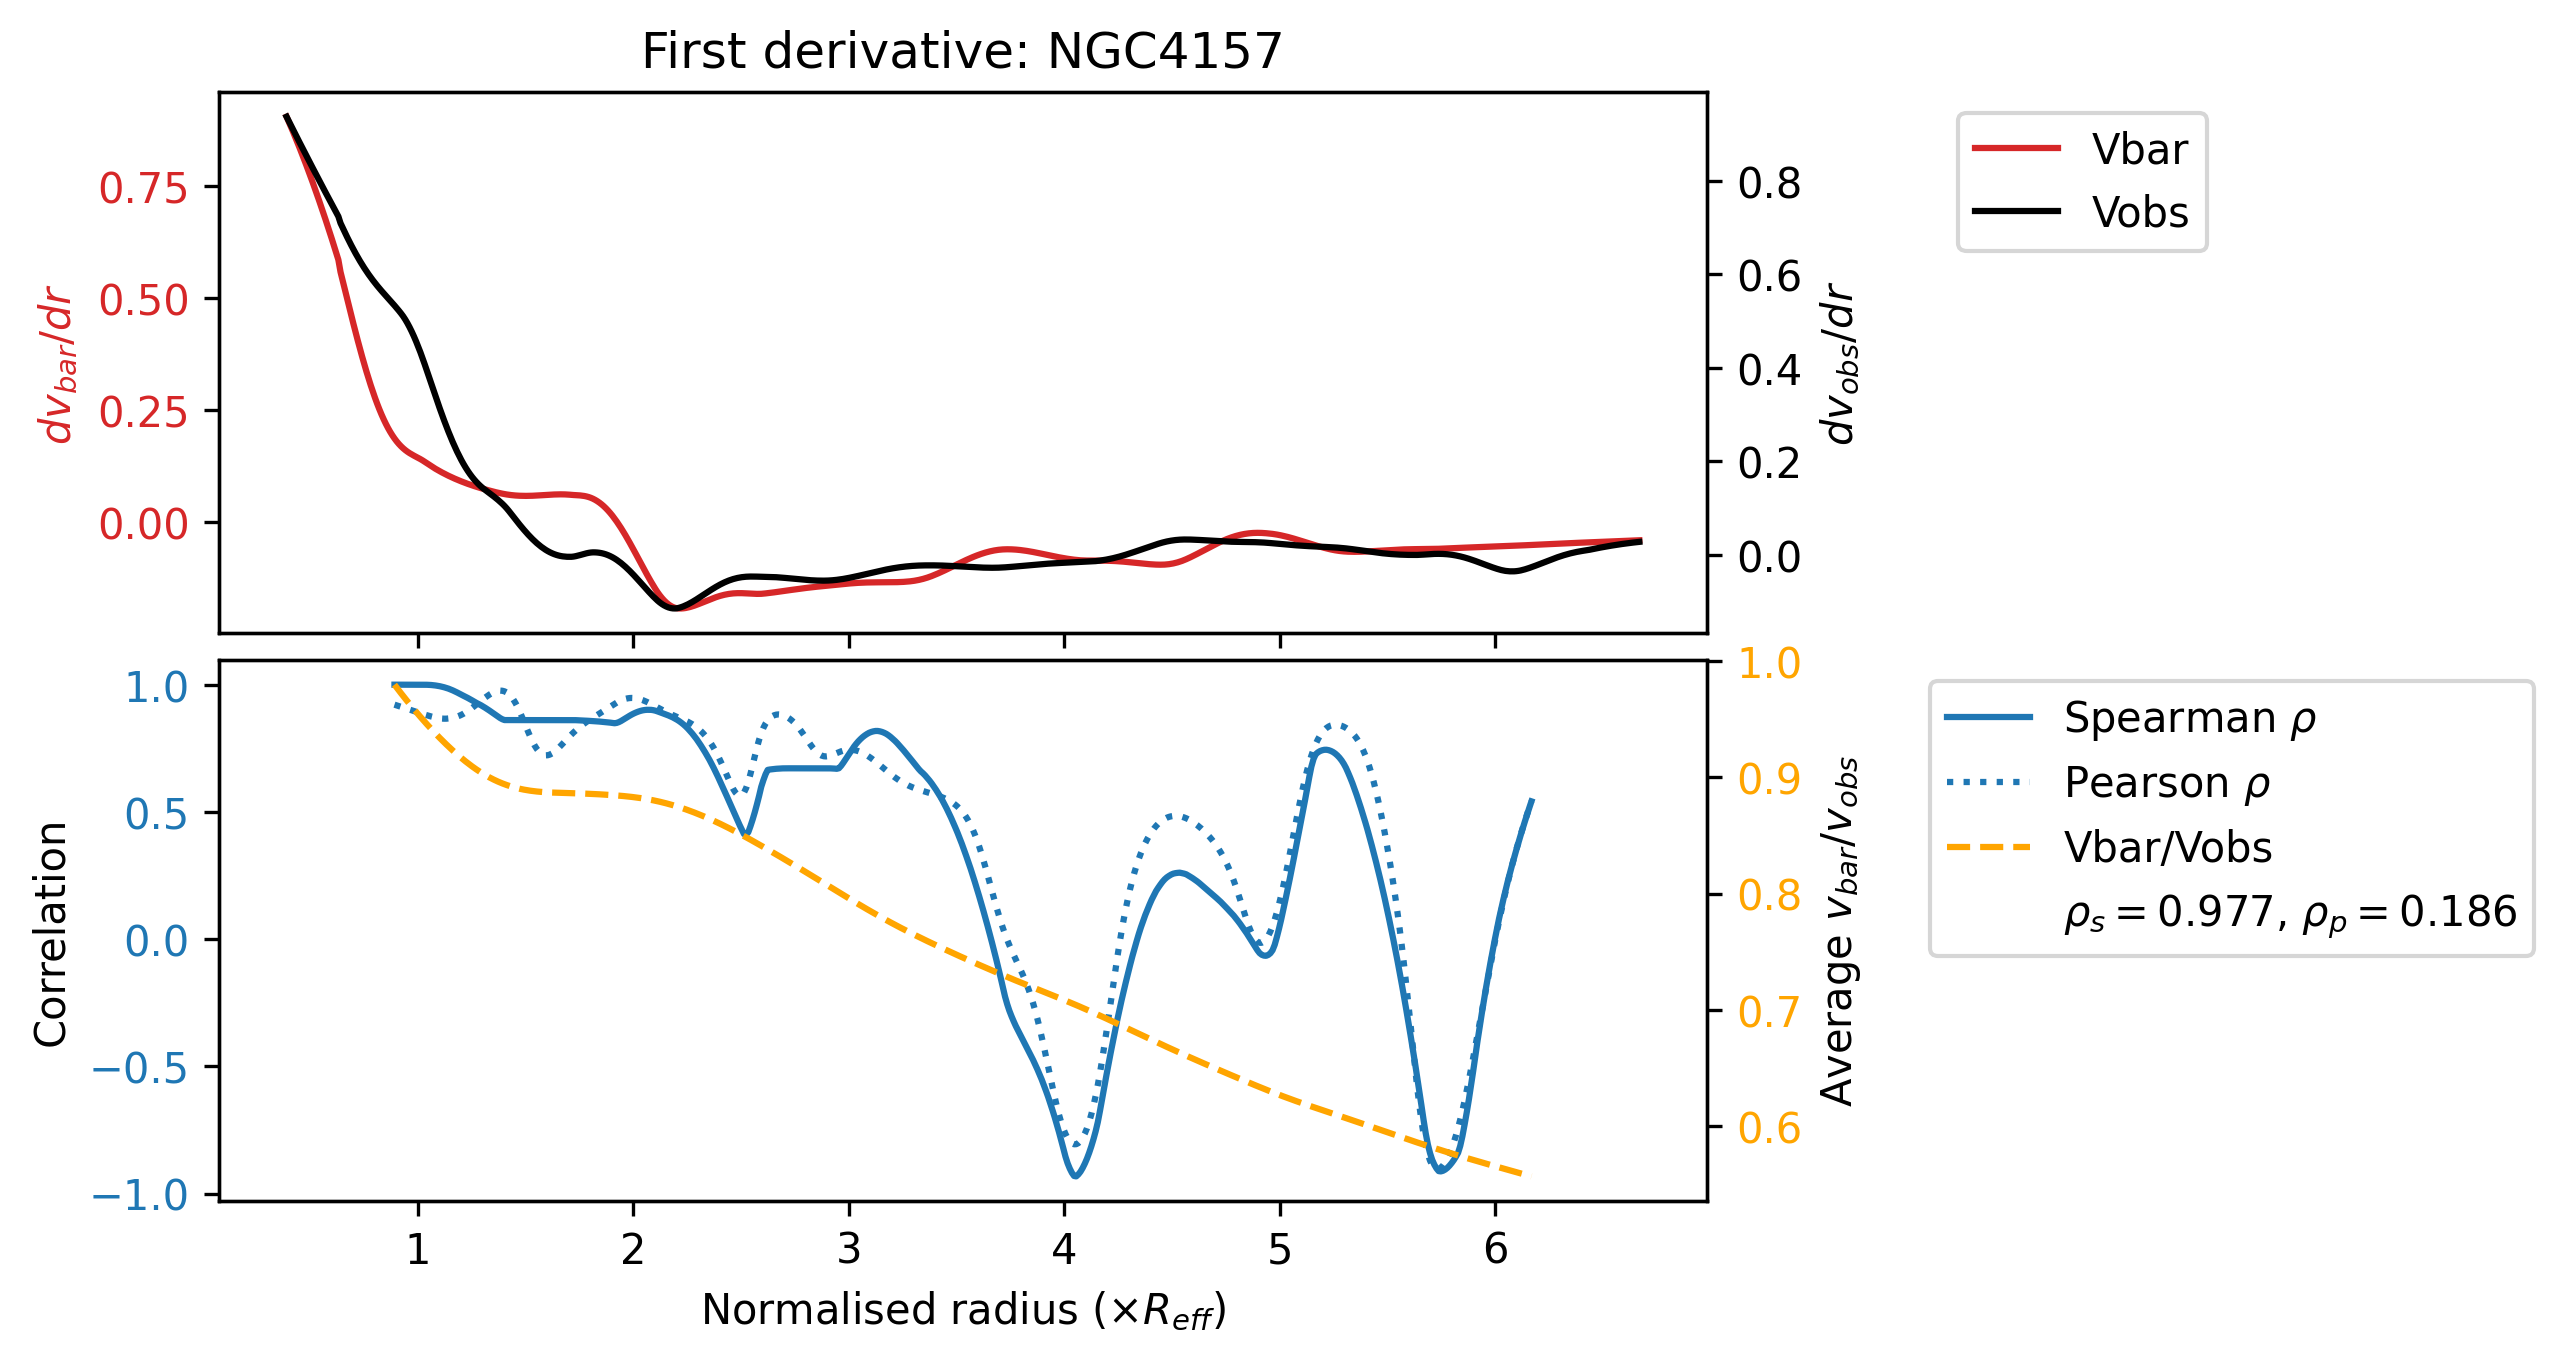 First derivative: NGC4157
0.75
0.50
0.25
0.00
dv_bar/dr
0.8
0.6
0.4
0.2
0.0
dv_obs/dr
Vbar
Vobs
1.0
0.5
0.0
−0.5
−1.0
Correlation
1.0
0.9
0.8
0.7
0.6
Average v_bar/v_obs
Spearman ρ
Pearson ρ
Vbar/Vobs
ρ_s = 0.977, ρ_p = 0.186
1 2 3 4 5 6
Normalised radius (×R_eff)